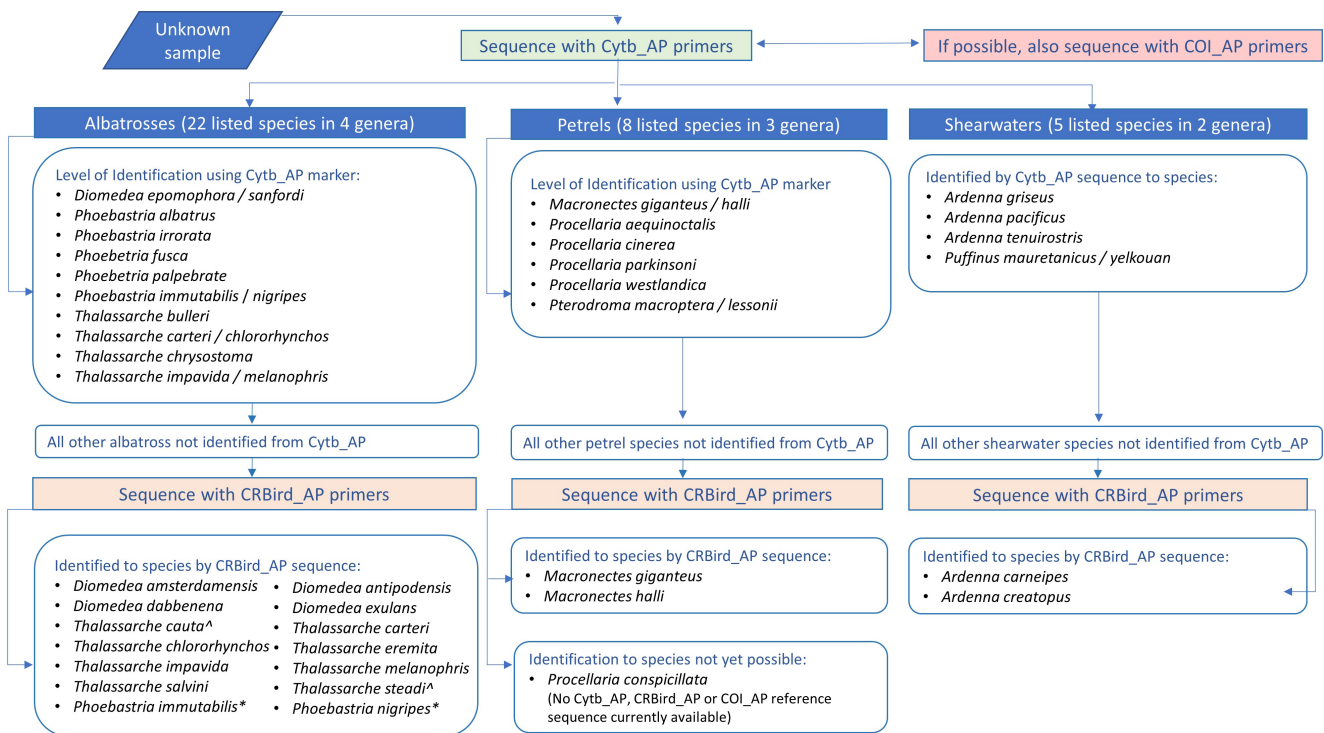 Unknown
sample
Sequence with Cytb_AP primers
If possible, also sequence with COI_AP primers
Albatrosses (22 listed species in 4 genera)
Level of Identification using Cytb_AP marker:
• Diomedea epomophora / sanfordi
• Phoebastria albatrus
• Phoebastria irrorata
• Phoebetria fusca
• Phoebetria palpebrate
• Phoebastria immutabilis / nigripes
• Thalassarche bulleri
• Thalassarche carteri / chlororhynchos
• Thalassarche chrysostoma
• Thalassarche impavida / melanophris
All other albatross not identified from Cytb_AP
Sequence with CRBird_AP primers
Identified to species by CRBird_AP sequence:
• Diomedea amsterdamensis
• Diomedea dabbenena
• Thalassarche cauta^
• Thalassarche chlororhynchos
• Thalassarche impavida
• Thalassarche salvini
• Phoebastria immutabilis*
• Diomedea antipodensis
• Diomedea exulans
• Thalassarche carteri
• Thalassarche eremita
• Thalassarche melanophris
• Thalassarche steadi^
• Phoebastria nigripes*
Petrels (8 listed species in 3 genera)
Level of Identification using Cytb_AP marker
• Macronectes giganteus / halli
• Procellaria aequinoctalis
• Procellaria cinerea
• Procellaria parkinsoni
• Procellaria westlandica
• Pterodroma macroptera / lessonii
All other petrel species not identified from Cytb_AP
Sequence with CRBird_AP primers
Identified to species by CRBird_AP sequence:
• Macronectes giganteus
• Macronectes halli
Identification to species not yet possible:
• Procellaria conspicillata
(No Cytb_AP, CRBird_AP or COI_AP reference
sequence currently available)
Shearwaters (5 listed species in 2 genera)
Identified by Cytb_AP sequence to species:
• Ardenna griseus
• Ardenna pacificus
• Ardenna tenuirostris
• Puffinus mauretanicus / yelkouan
All other shearwater species not identified from Cytb_AP
Sequence with CRBird_AP primers
Identified to species by CRBird_AP sequence:
• Ardenna carneipes
• Ardenna creatopus